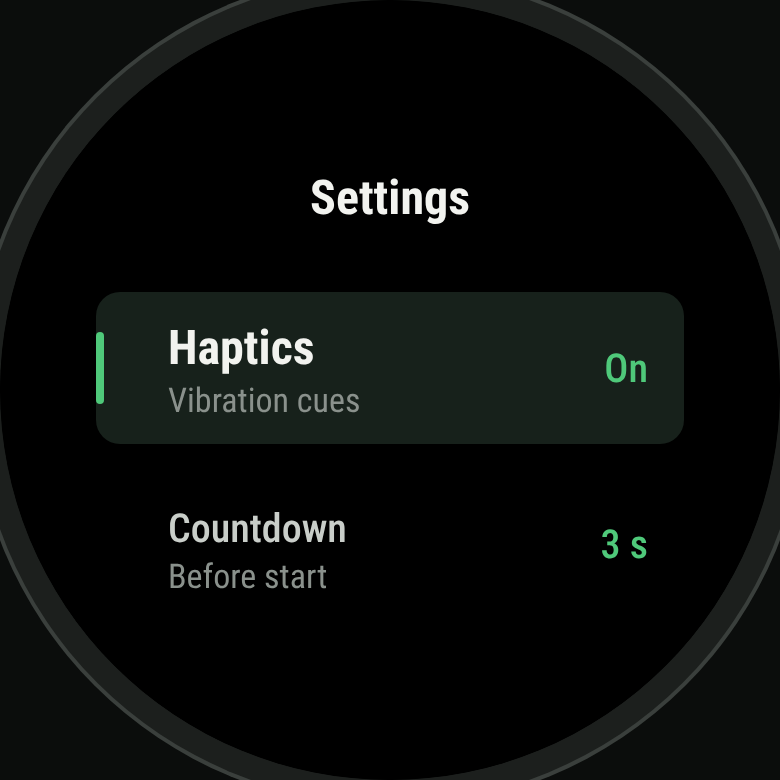 Settings
Haptics
Vibration cues
On
Countdown
Before start
3 s